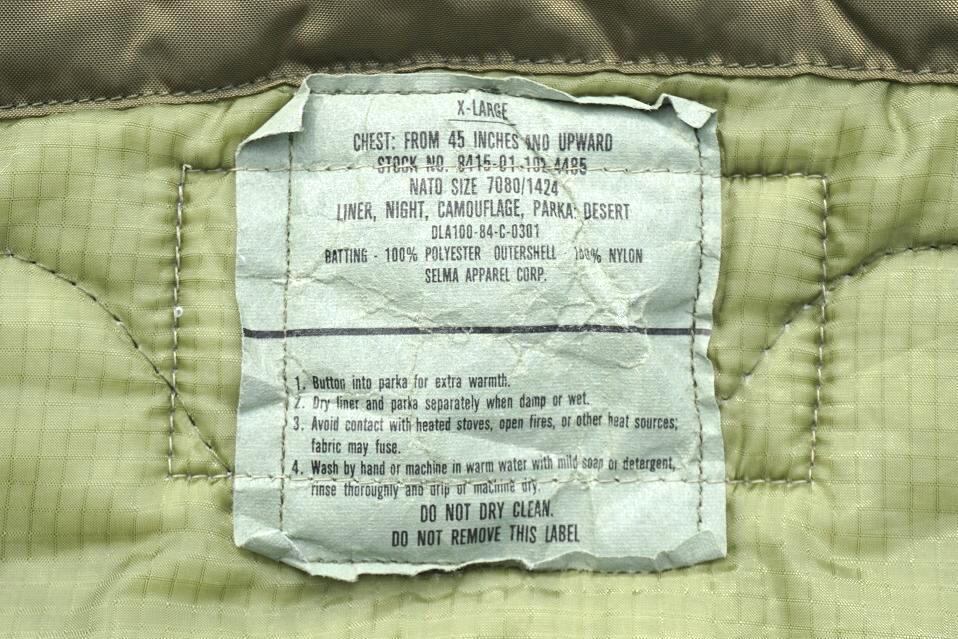 X-LARGE
CHEST: FROM 45 INCHES AND UPWARD
STOCK NO. 8415-01-102-4485
NATO SIZE 7080/1424
LINER, NIGHT, CAMOUFLAGE, PARKA: DESERT
DLA100-84-C-0301
BATTING - 100% POLYESTER OUTERSHELL - 100% NYLON
SELMA APPAREL CORP.
1. Button into parka for extra warmth.
2. Dry liner and parka separately when damp or wet.
3. Avoid contact with heated stoves, open fires, or other heat sources;
fabric may fuse.
4. Wash by hand or machine in warm water with mild soap or detergent,
rinse thoroughly and drip or machine dry.
DO NOT DRY CLEAN.
DO NOT REMOVE THIS LABEL